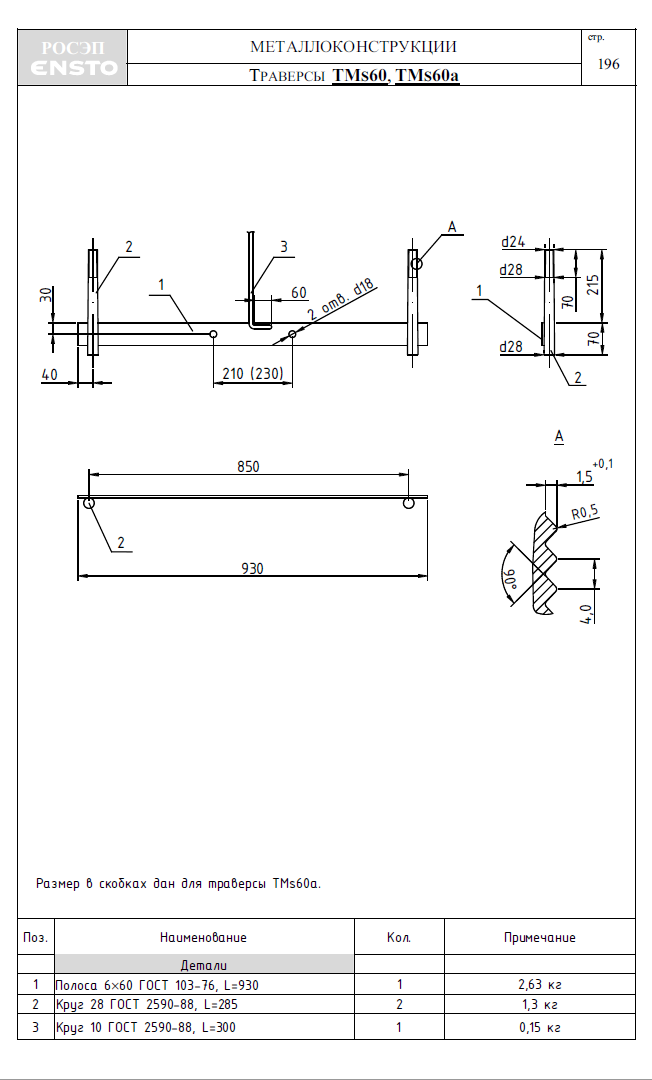 РОСЭП
ENSTO
МЕТАЛЛОКОНСТРУКЦИИ
ТРАВЕРСЫ TMs60, TMs60a
стр.
196
2
1
3
A
60
2 отв. d18
30
40
210 (230)
d24
d28
1
d28
70
215
70
2
A
850
2
930
1,5
+0,1
R0,5
90°
4,0
Размер в скобках дан для траверсы TMs60a.
Поз. Наименование Кол. Примечание
Детали
1 Полоса 6×60 ГОСТ 103-76, L=930 1 2,63 кг
2 Круг 28 ГОСТ 2590-88, L=285 2 1,3 кг
3 Круг 10 ГОСТ 2590-88, L=300 1 0,15 кг